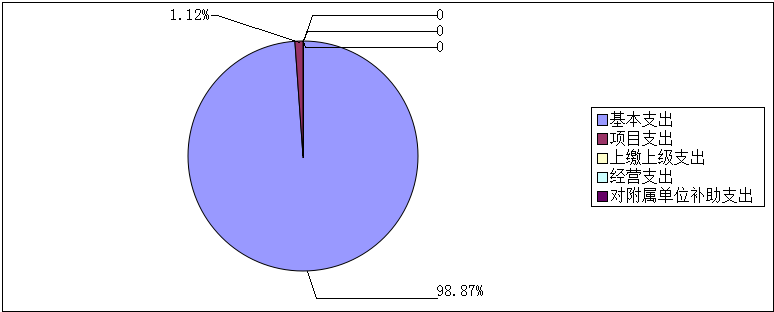 1.12%
0
0
0
98.87%
基本支出
项目支出
上缴上级支出
经营支出
对附属单位补助支出